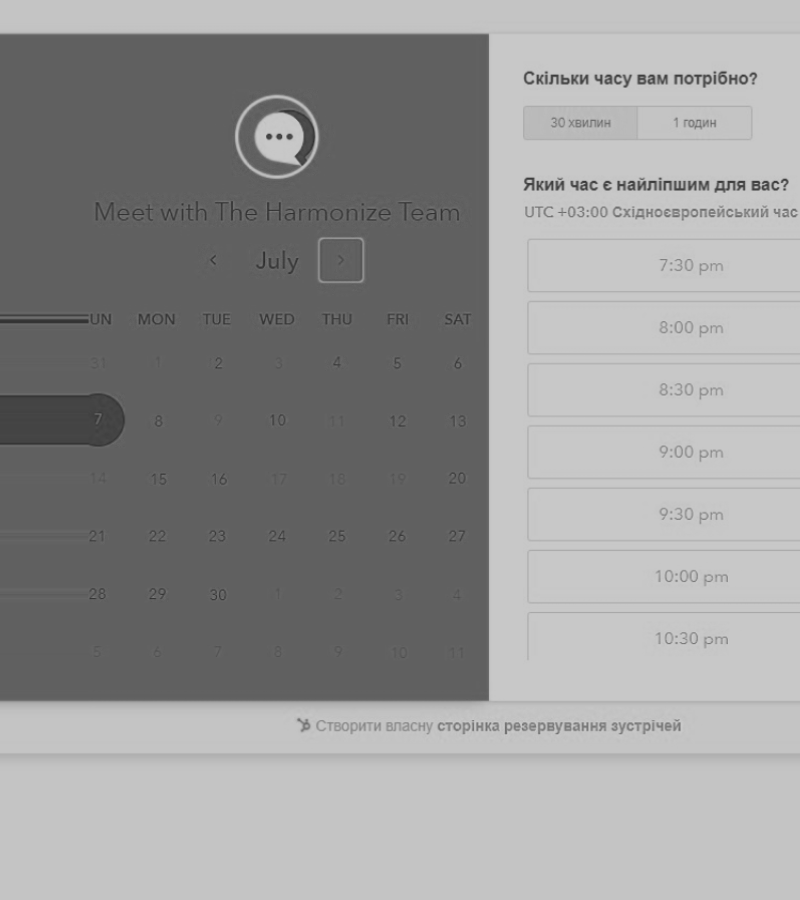 Meet with The Harmonize Team
July
UN MON TUE WED THU FRI SAT
31 1 2 3 4 5 6
7 8 9 10 11 12 13
14 15 16 17 18 19 20
21 22 23 24 25 26 27
28 29 30 1 2 3 4
5 6 7 8 9 10 11
Скільки часу вам потрібно?
30 хвилин 1 годин
Який час є найліпшим для вас?
UTC +03:00 Східноєвропейський час
7:30 pm
8:00 pm
8:30 pm
9:00 pm
9:30 pm
10:00 pm
10:30 pm
Створити власну сторінка резервування зустрічей